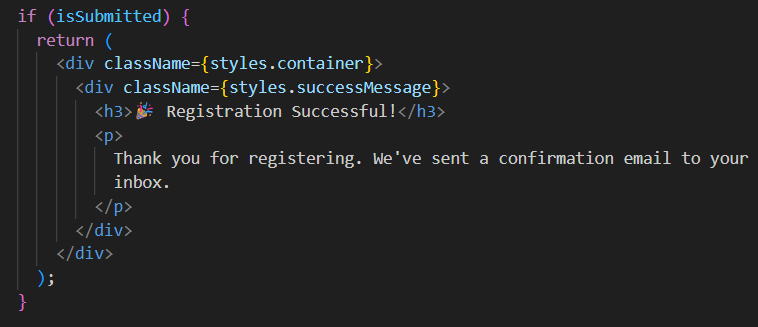 if (isSubmitted) {
return (
<div className={styles.container}>
<div className={styles.successMessage}>
<h3>🎉 Registration Successful!</h3>
<p>
Thank you for registering. We've sent a confirmation email to your
inbox.
</p>
</div>
</div>
);
}